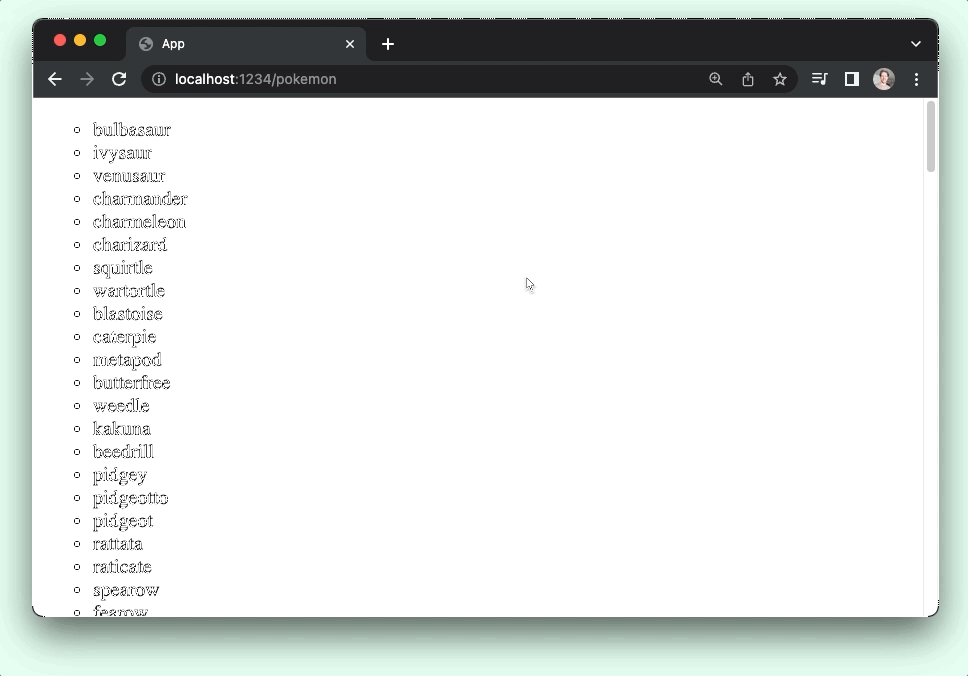 App
localhost:1234/pokemon
bulbasaur
ivysaur
venusaur
charmander
charmeleon
charizard
squirtle
wartortle
blastoise
caterpie
metapod
butterfree
weedle
kakuna
beedrill
pidgey
pidgeotto
pidgeot
rattata
raticate
spearow
fearow